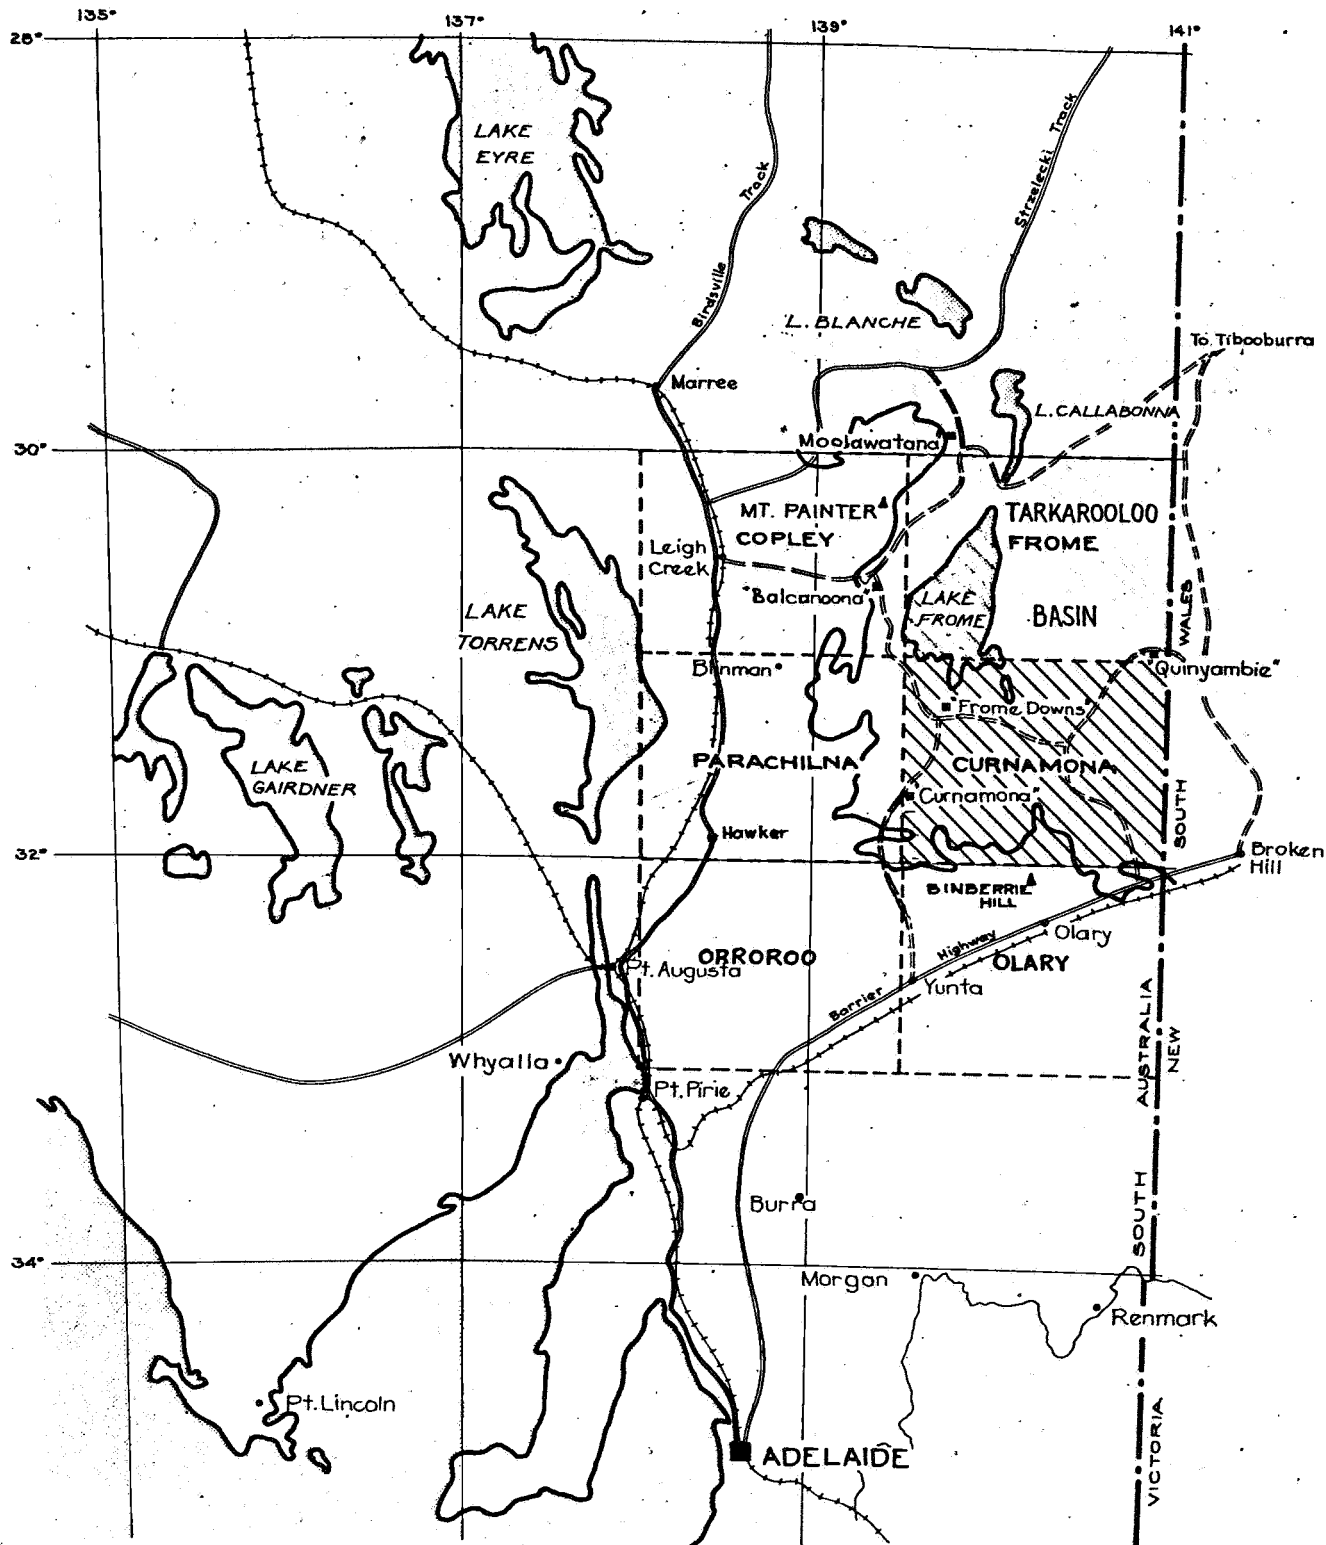 135°
137°
139°
141°
28°
LAKE
EYRE
Birdsville
Track
Strzelecki Track
L. BLANCHE
To Tibooburra
Marree
L. CALLABONNA
30°
Moolawatana
MT. PAINTER
COPLEY
TARKAROOLOO
FROME
Leigh
Creek
"Balcanoona"
LAKE
FROME
BASIN
LAKE
TORRENS
WALES
Blinman"
"Quinyambie"
"Frome Downs"
LAKE
GAIRDNER
PARACHILNA
CURNAMONA
"Curnamona"
SOUTH
Hawker
32°
Broken
Hill
BINBERRIE
HILL
Olary
ORROROO
Highway
OLARY
Pt. Augusta
Barrier
Yunta
AUSTRALIA
NEW
Whyalla
Pt. Pirie
SOUTH
Burra
34°
Morgan
Renmark
Pt. Lincoln
VICTORIA
ADELAIDE